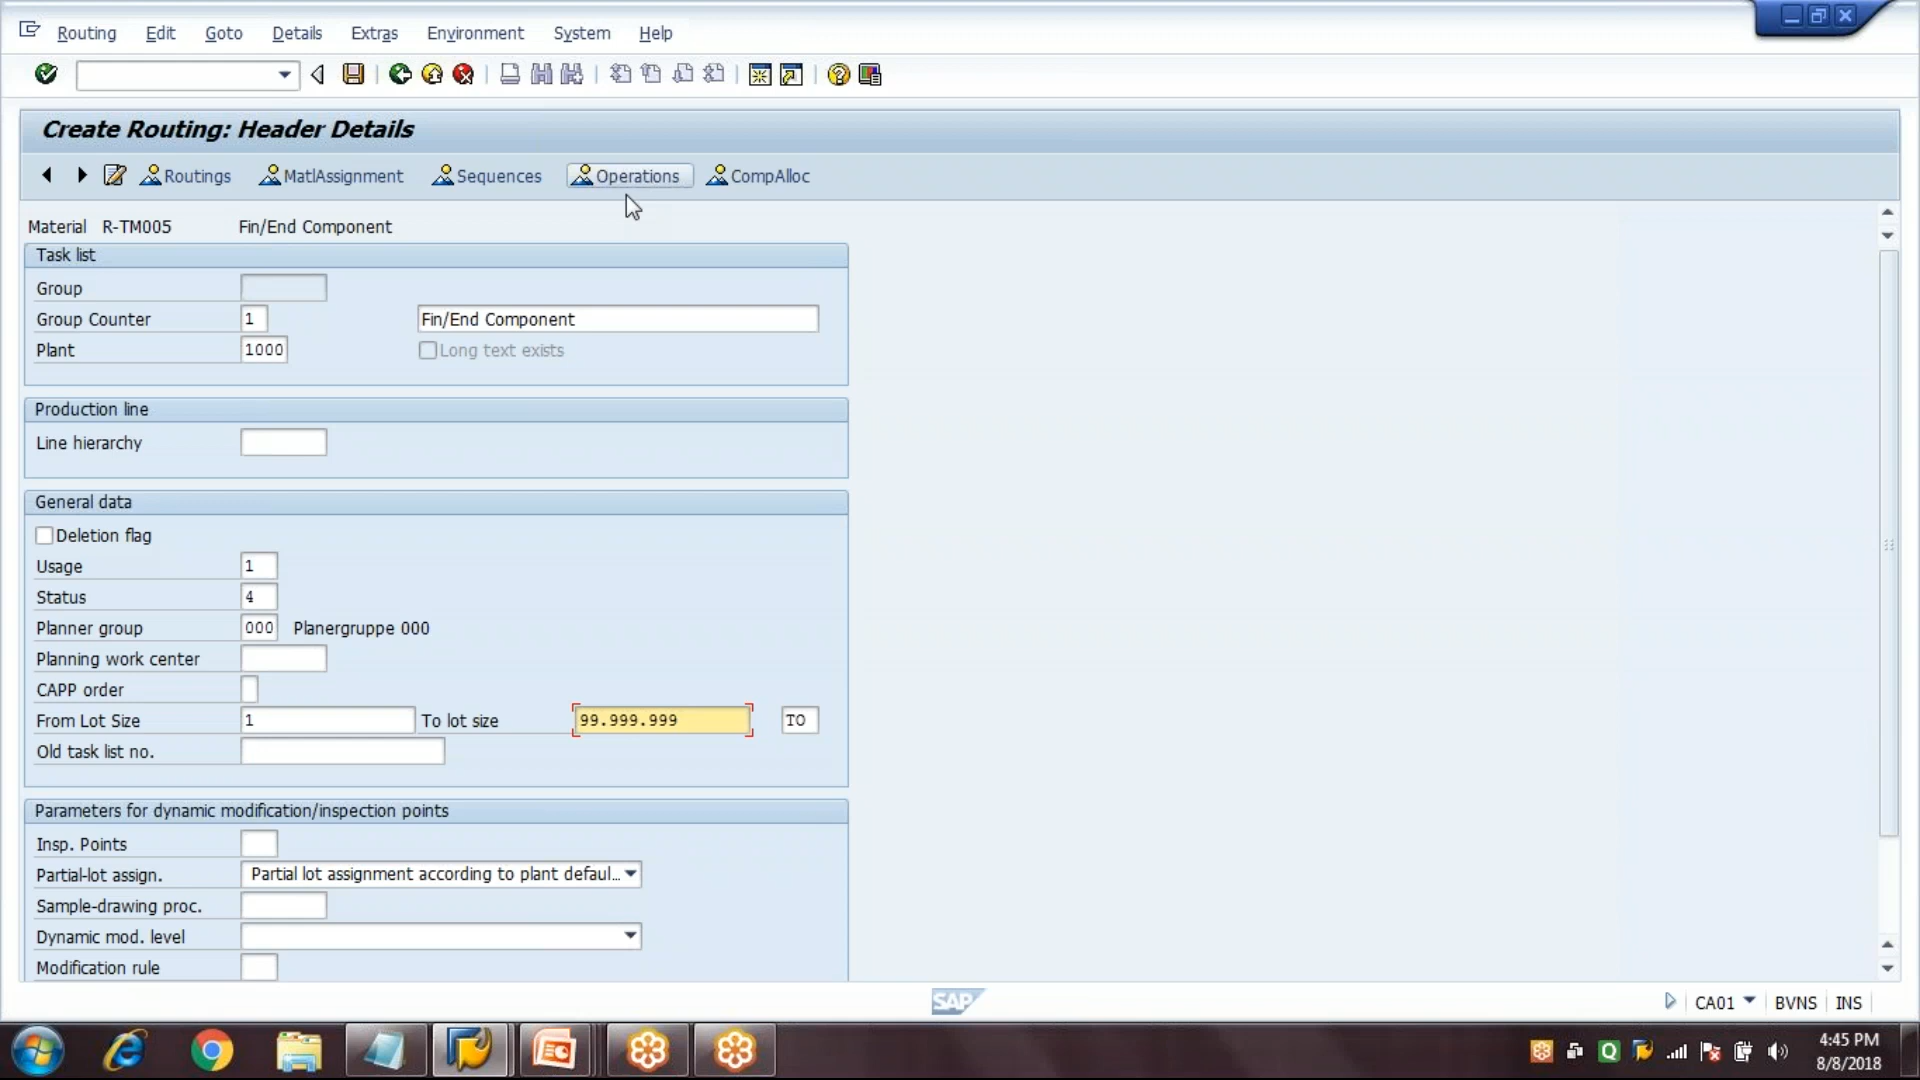 Routing Edit Goto Details Extras Environment System Help
Create Routing: Header Details
Routings MatlAssignment Sequences Operations CompAlloc
Material R-TM005 Fin/End Component
Task list
Group
Group Counter 1 Fin/End Component
Plant 1000 Long text exists
Production line
Line hierarchy
General data
Deletion flag
Usage 1
Status 4
Planner group 000 Planergruppe 000
Planning work center
CAPP order
From Lot Size 1 To lot size 99.999.999 TO
Old task list no.
Parameters for dynamic modification/inspection points
Insp. Points
Partial-lot assign. Partial lot assignment according to plant defaul...
Sample-drawing proc.
Dynamic mod. level
Modification rule
SAP CA01 BVNS INS
4:45 PM
8/8/2018